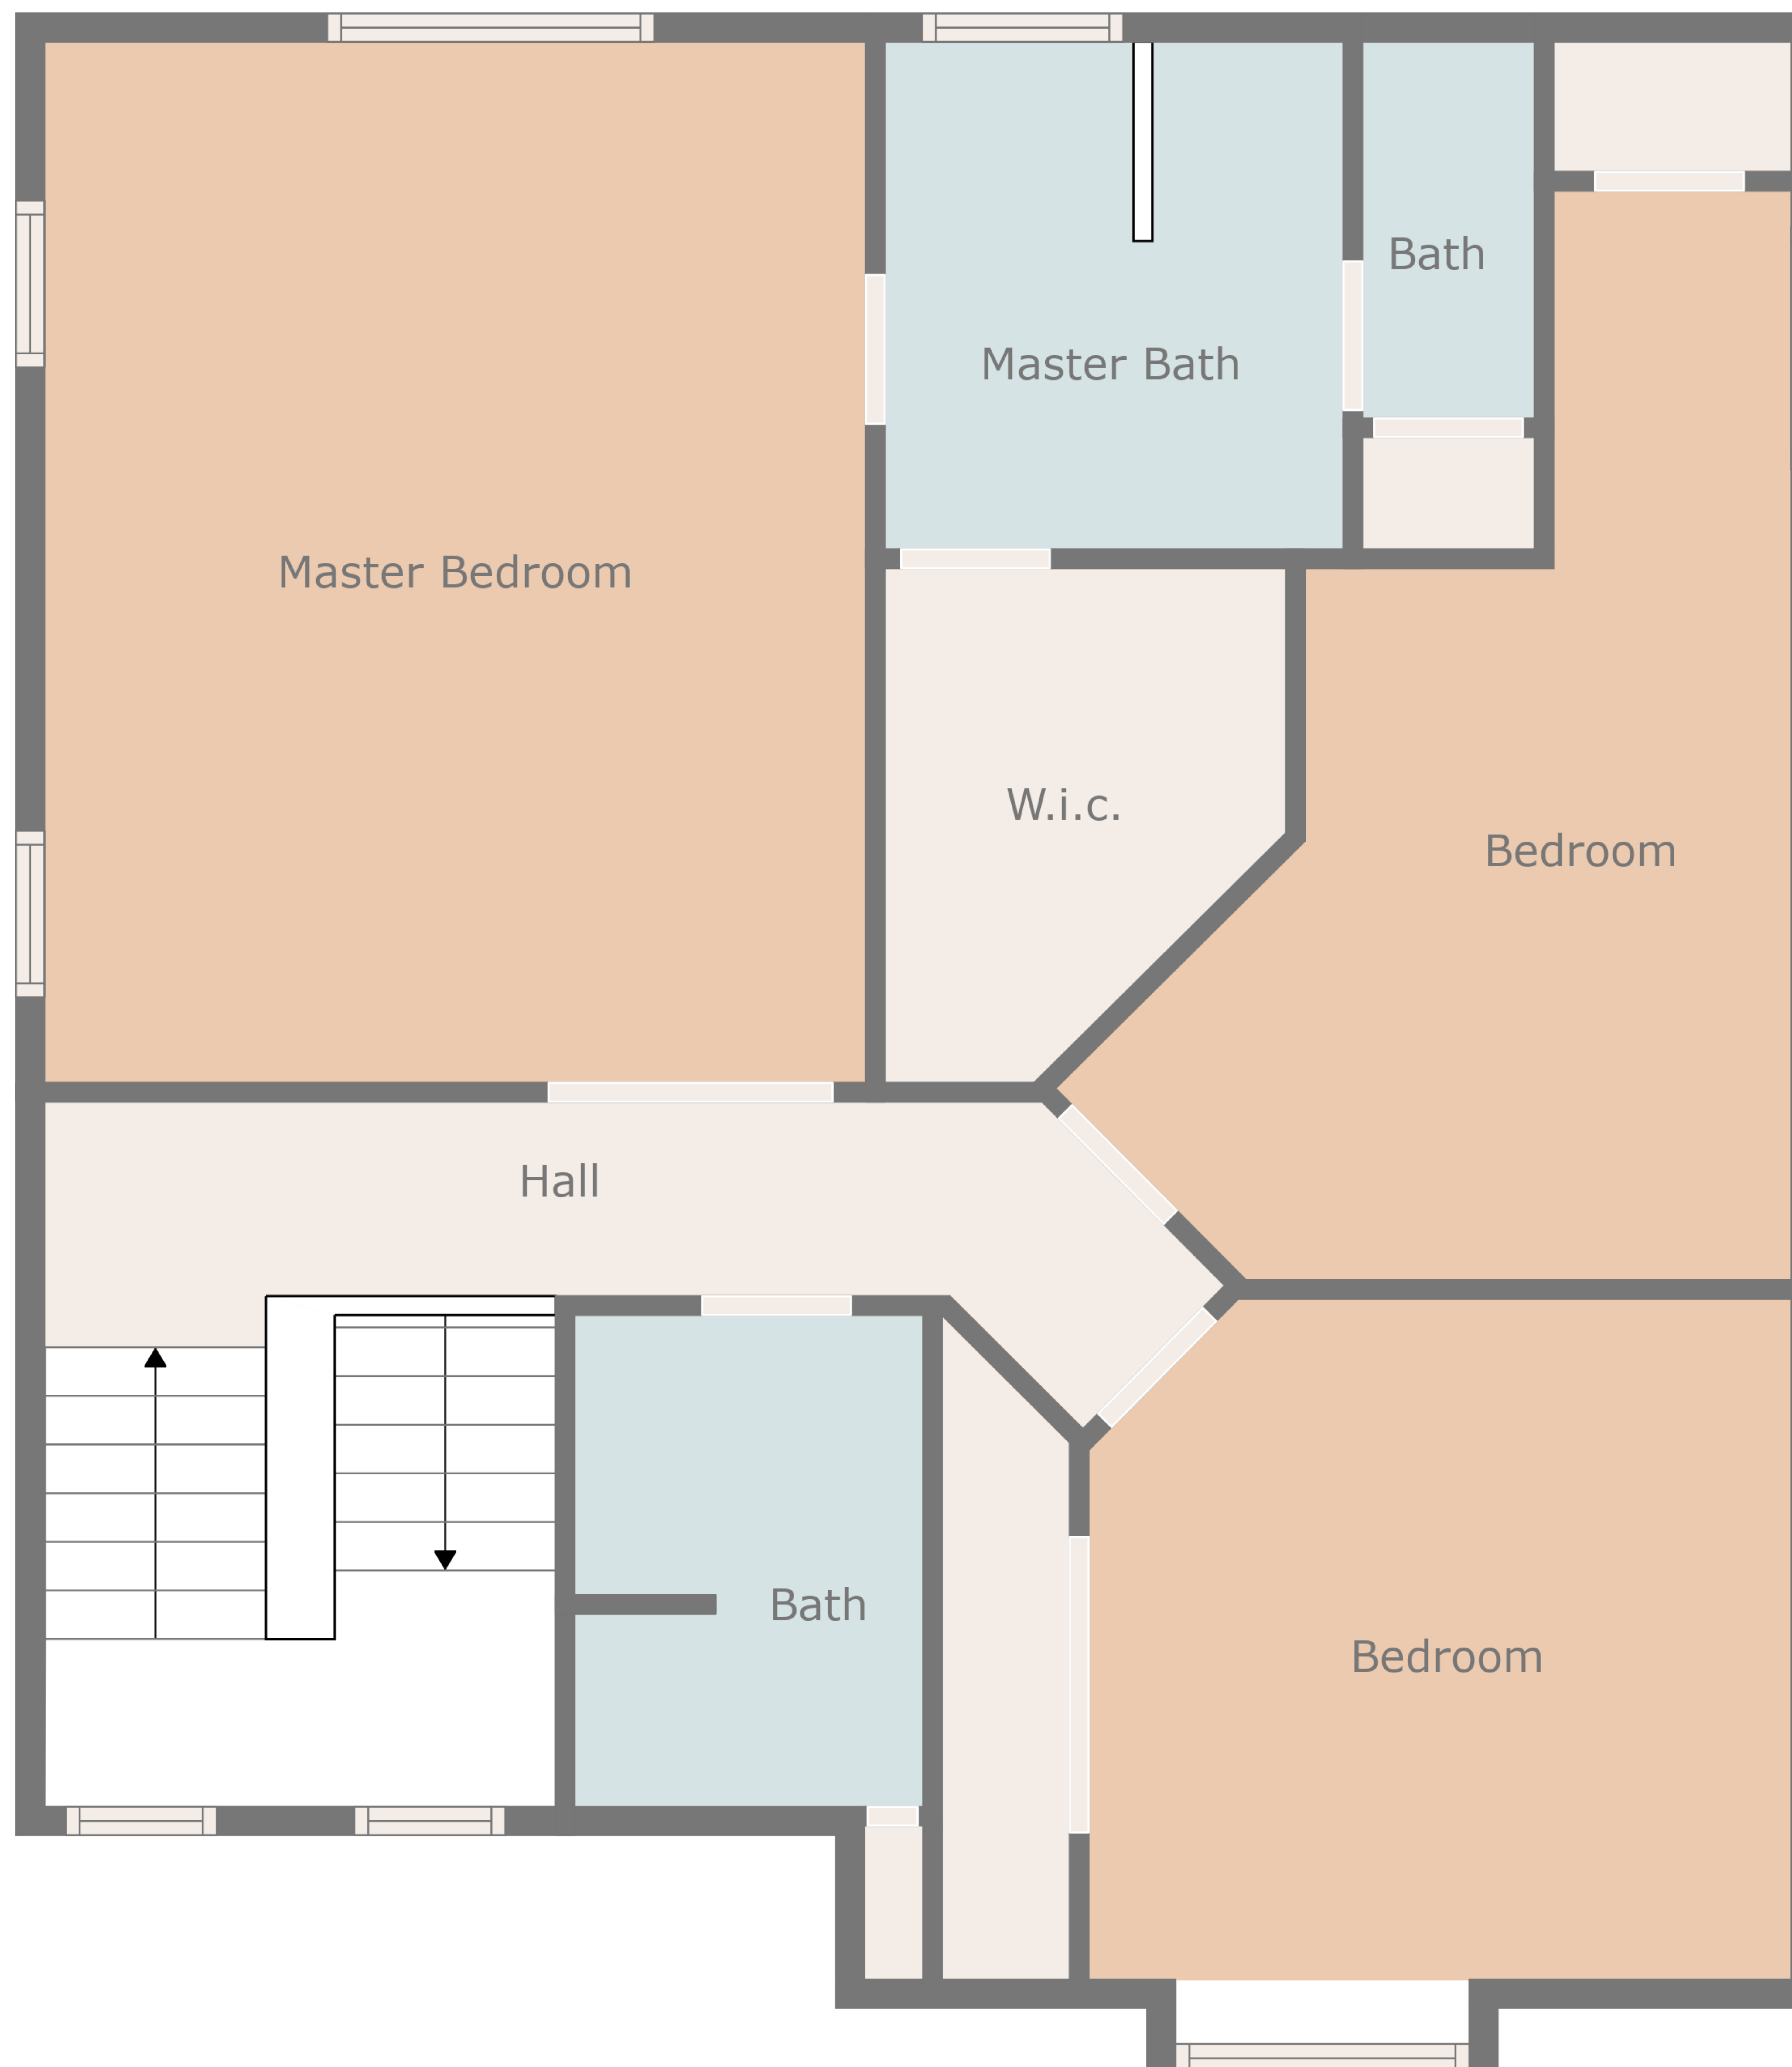 Bath
Master Bath
Master Bedroom
W.i.c.
Bedroom
Hall
Bath
Bedroom